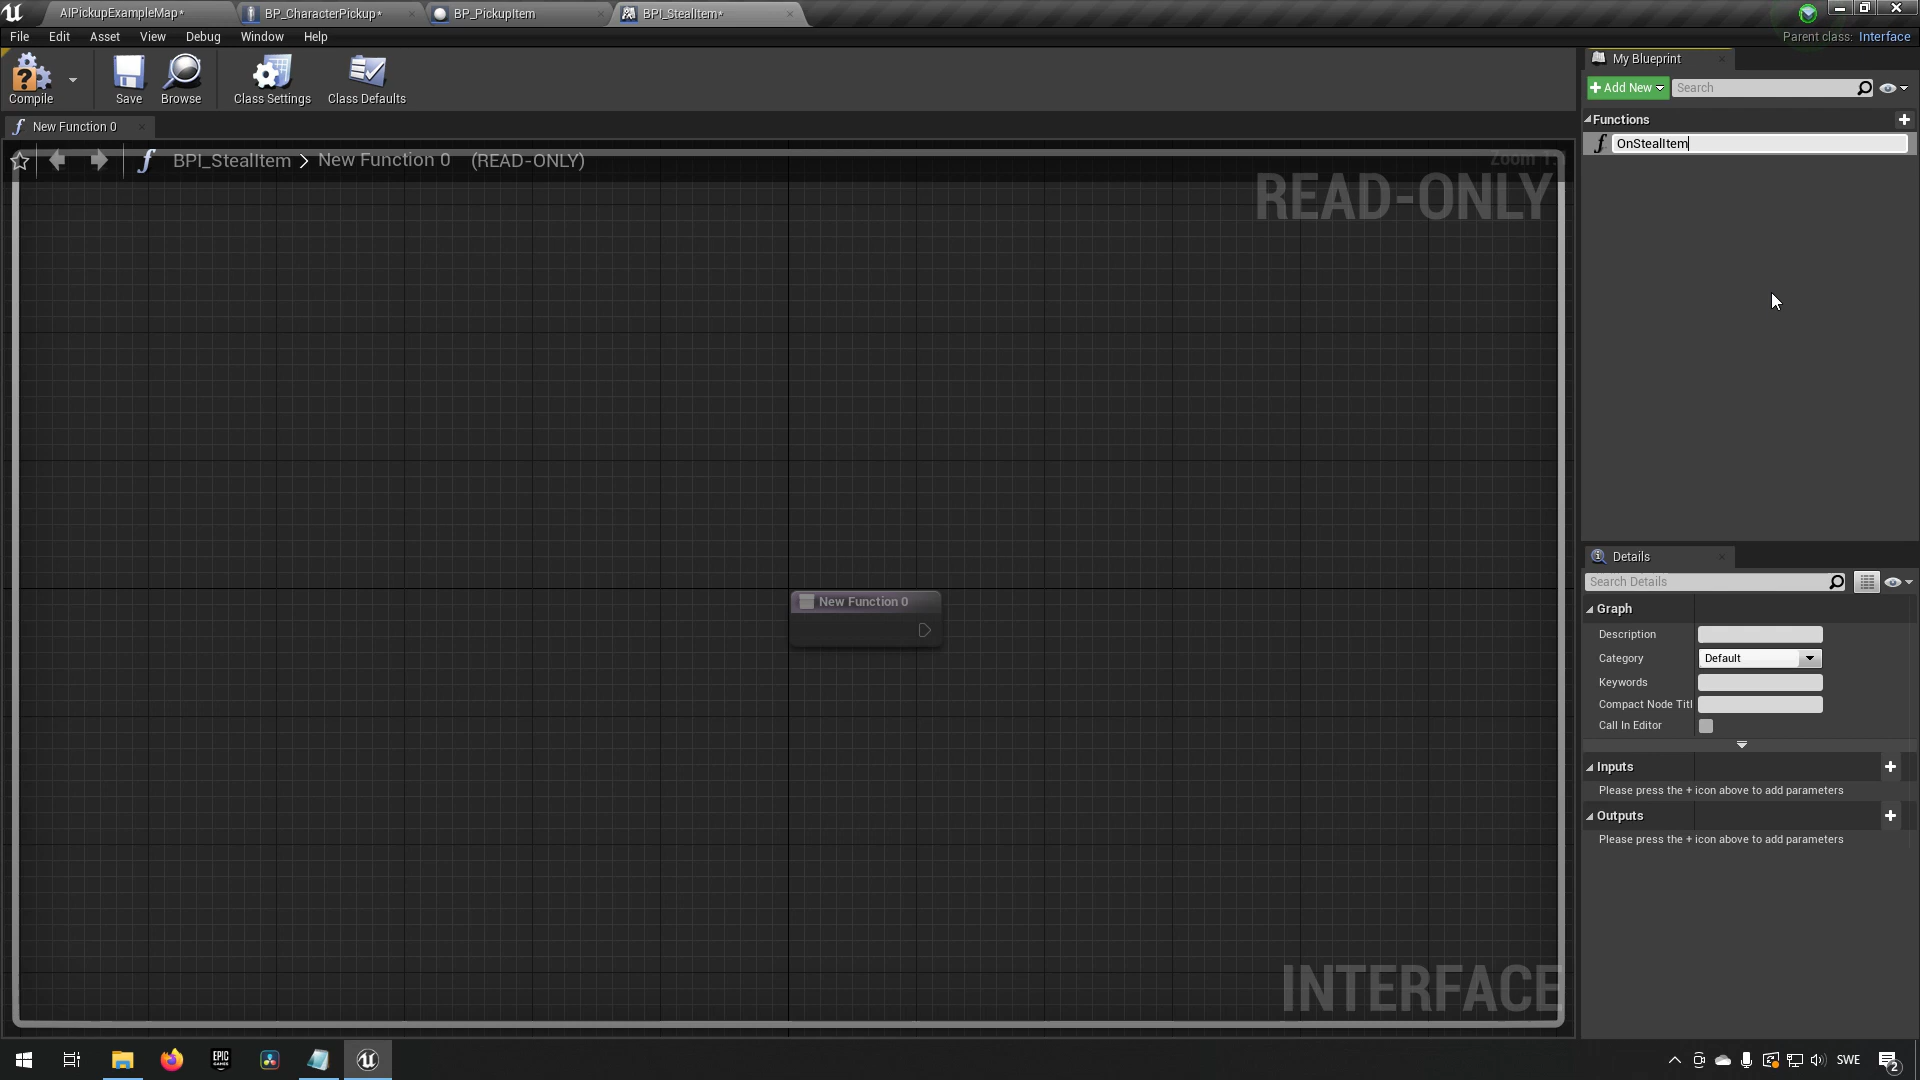 AIPickupExampleMap*
BP_CharacterPickup*
BP_PickupItem
BPI_StealItem*
File
Edit
Asset
View
Debug
Window
Help
Parent class: Interface
Compile
Save
Browse
Class Settings
Class Defaults
My Blueprint
+ Add New
Search
Functions
OnStealItem
New Function 0
BPI_StealItem > New Function 0 (READ-ONLY)
READ-ONLY
New Function 0
INTERFACE
Details
Search Details
Graph
Description
Category
Default
Keywords
Compact Node Titl
Call In Editor
Inputs
Please press the + icon above to add parameters
Outputs
Please press the + icon above to add parameters
EPIC
GAMES
SWE
2